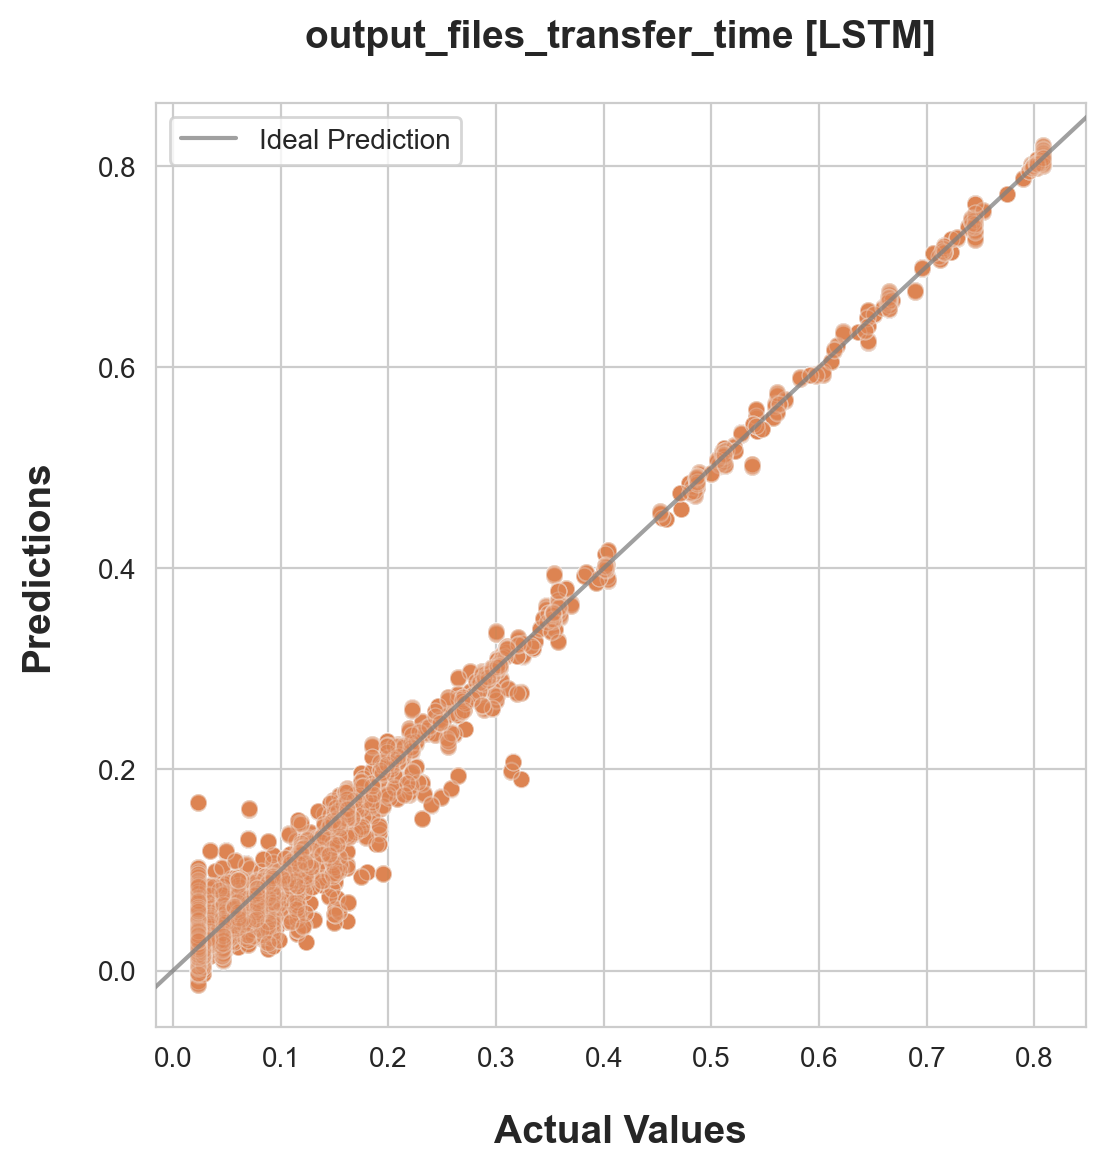 output_files_transfer_time [LSTM]
Ideal Prediction
0.8
0.6
0.4
0.2
0.0
Predictions
0.0 0.1 0.2 0.3 0.4 0.5 0.6 0.7 0.8
Actual Values